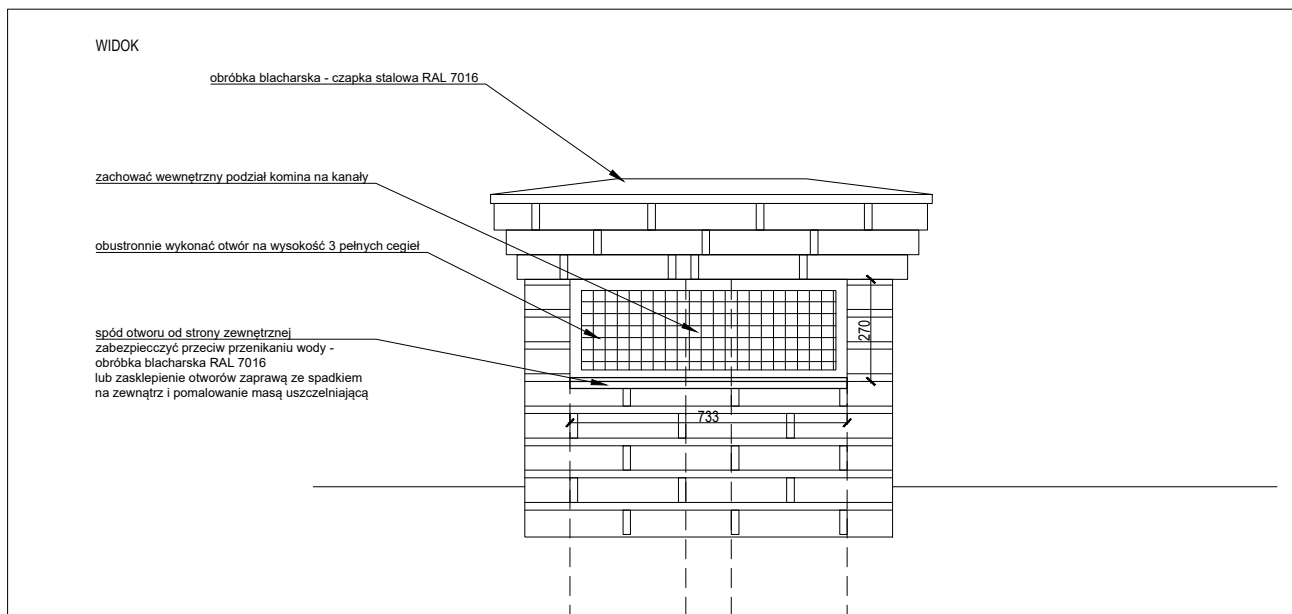 WIDOK
obróbka blacharska - czapka stalowa RAL 7016
zachować wewnętrzny podział komina na kanały
obustronnie wykonać otwór na wysokość 3 pełnych cegieł
spód otworu od strony zewnętrznej
zabezpiecczyć przeciw przenikaniu wody -
obróbka blacharska RAL 7016
lub zasklepienie otworów zaprawą ze spadkiem
na zewnątrz i pomalowanie masą uszczelniającą
270
733